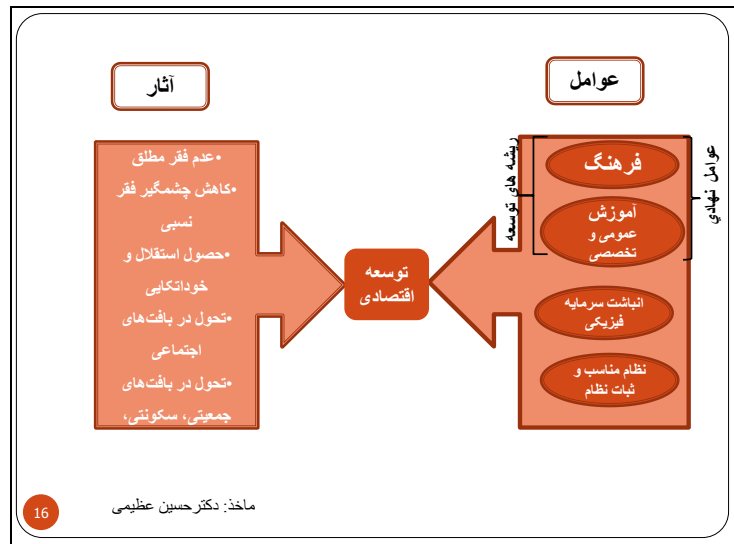 عوامل
آثار
ریشه های توسعه
عوامل نهادي
فرهنگ
آموزش
عمومی و
تخصصی
انباشت سرمایه
فیزیکی
نظام مناسب و
ثبات نظام
توسعه
اقتصادی
•عدم فقر مطلق
•کاهش چشمگیر فقر
نسبی
•حصول استقلال و
خوداتکایی
•تحول در بافت‌های
اجتماعی
•تحول در بافت‌های
جمعیتی، سکونتی،
ماخذ: دکترحسین عظیمی
16